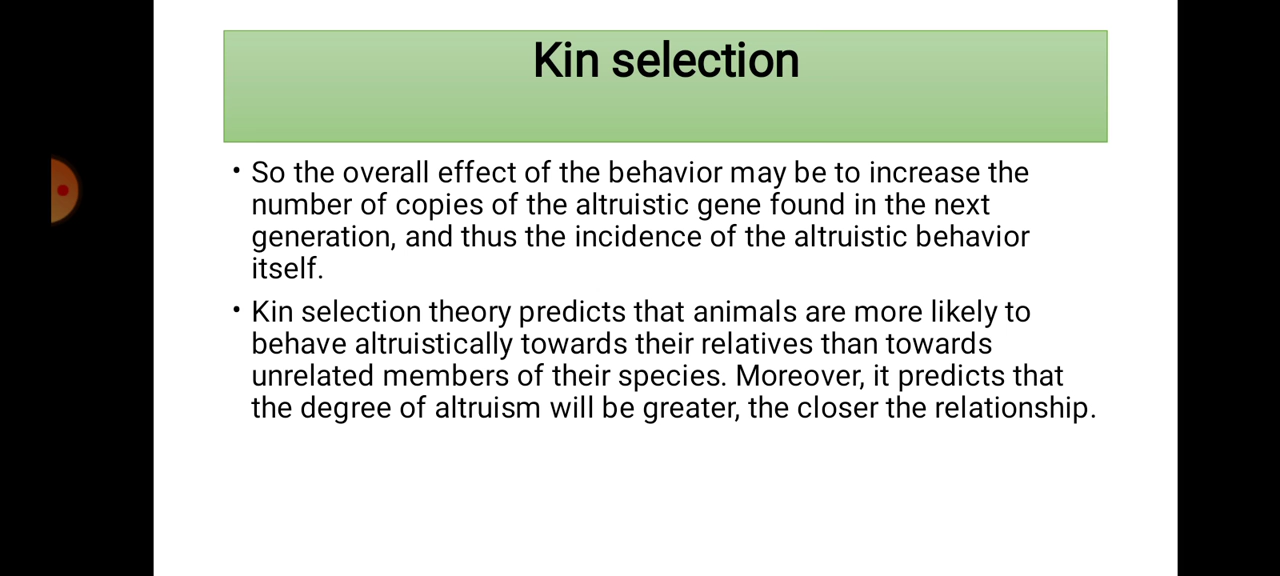 Kin selection
• So the overall effect of the behavior may be to increase the
number of copies of the altruistic gene found in the next
generation, and thus the incidence of the altruistic behavior
itself.
• Kin selection theory predicts that animals are more likely to
behave altruistically towards their relatives than towards
unrelated members of their species. Moreover, it predicts that
the degree of altruism will be greater, the closer the relationship.